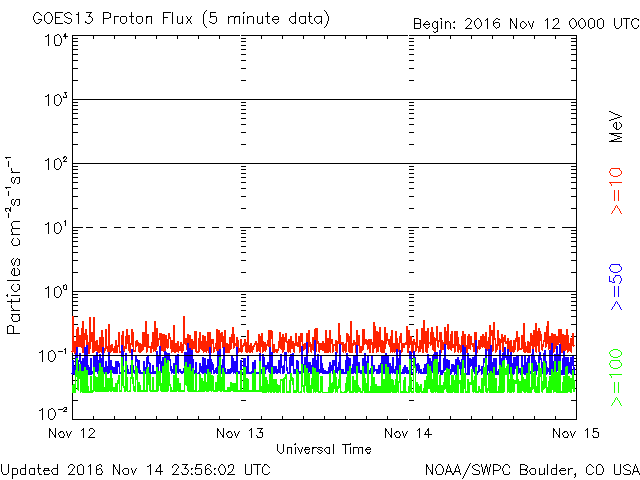 GOES13 Proton Flux (5 minute data)
Begin: 2016 Nov 12 0000 UTC
10⁴
10³
10²
10¹
10⁰
10⁻¹
10⁻²
Particles cm⁻²s⁻¹sr⁻¹
MeV
>=10
>=50
>=100
Nov 12
Nov 13
Nov 14
Nov 15
Universal Time
Updated 2016 Nov 14 23:56:02 UTC
NOAA/SWPC Boulder, CO USA